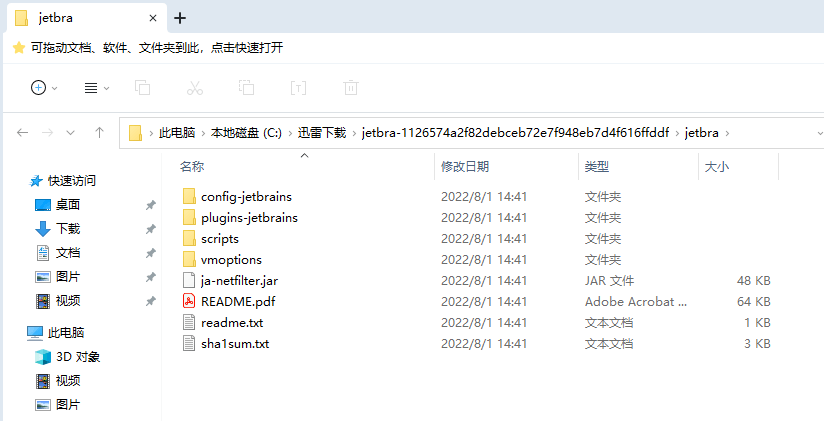 jetbra
可拖动文档、软件、文件夹到此，点击快速打开
此电脑 本地磁盘 (C:) 迅雷下载 jetbra-1126574a2f82debceb72e7f948eb7d4f616ffddf jetbra
名称 修改日期 类型 大小
快速访问
桌面
下载
文档
图片
视频
此电脑
3D 对象
视频
图片
config-jetbrains 2022/8/1 14:41 文件夹
plugins-jetbrains 2022/8/1 14:41 文件夹
scripts 2022/8/1 14:41 文件夹
vmoptions 2022/8/1 14:41 文件夹
ja-netfilter.jar 2022/8/1 14:41 JAR 文件 48 KB
README.pdf 2022/8/1 14:41 Adobe Acrobat ... 64 KB
readme.txt 2022/8/1 14:41 文本文档 1 KB
sha1sum.txt 2022/8/1 14:41 文本文档 3 KB